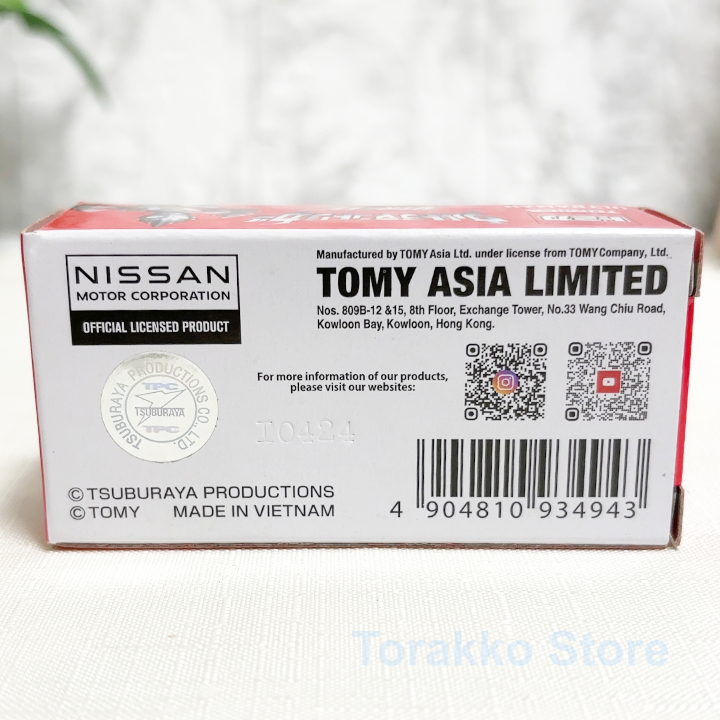 NISSAN
MOTOR CORPORATION
OFFICIAL LICENSED PRODUCT
Manufactured by TOMY Asia Ltd. under license from TOMY Company, Ltd.
TOMY ASIA LIMITED
Nos. 809B-12 &15, 8th Floor, Exchange Tower, No.33 Wang Chiu Road,
Kowloon Bay, Kowloon, Hong Kong.
For more information of our products,
please visit our websites:
TSUBURAYA PRODUCTIONS CO., LTD.
TPC
TSUBURAYA
TPC
I0424
©TSUBURAYA PRODUCTIONS
©TOMY MADE IN VIETNAM
4 904810 934943
Torakko Store